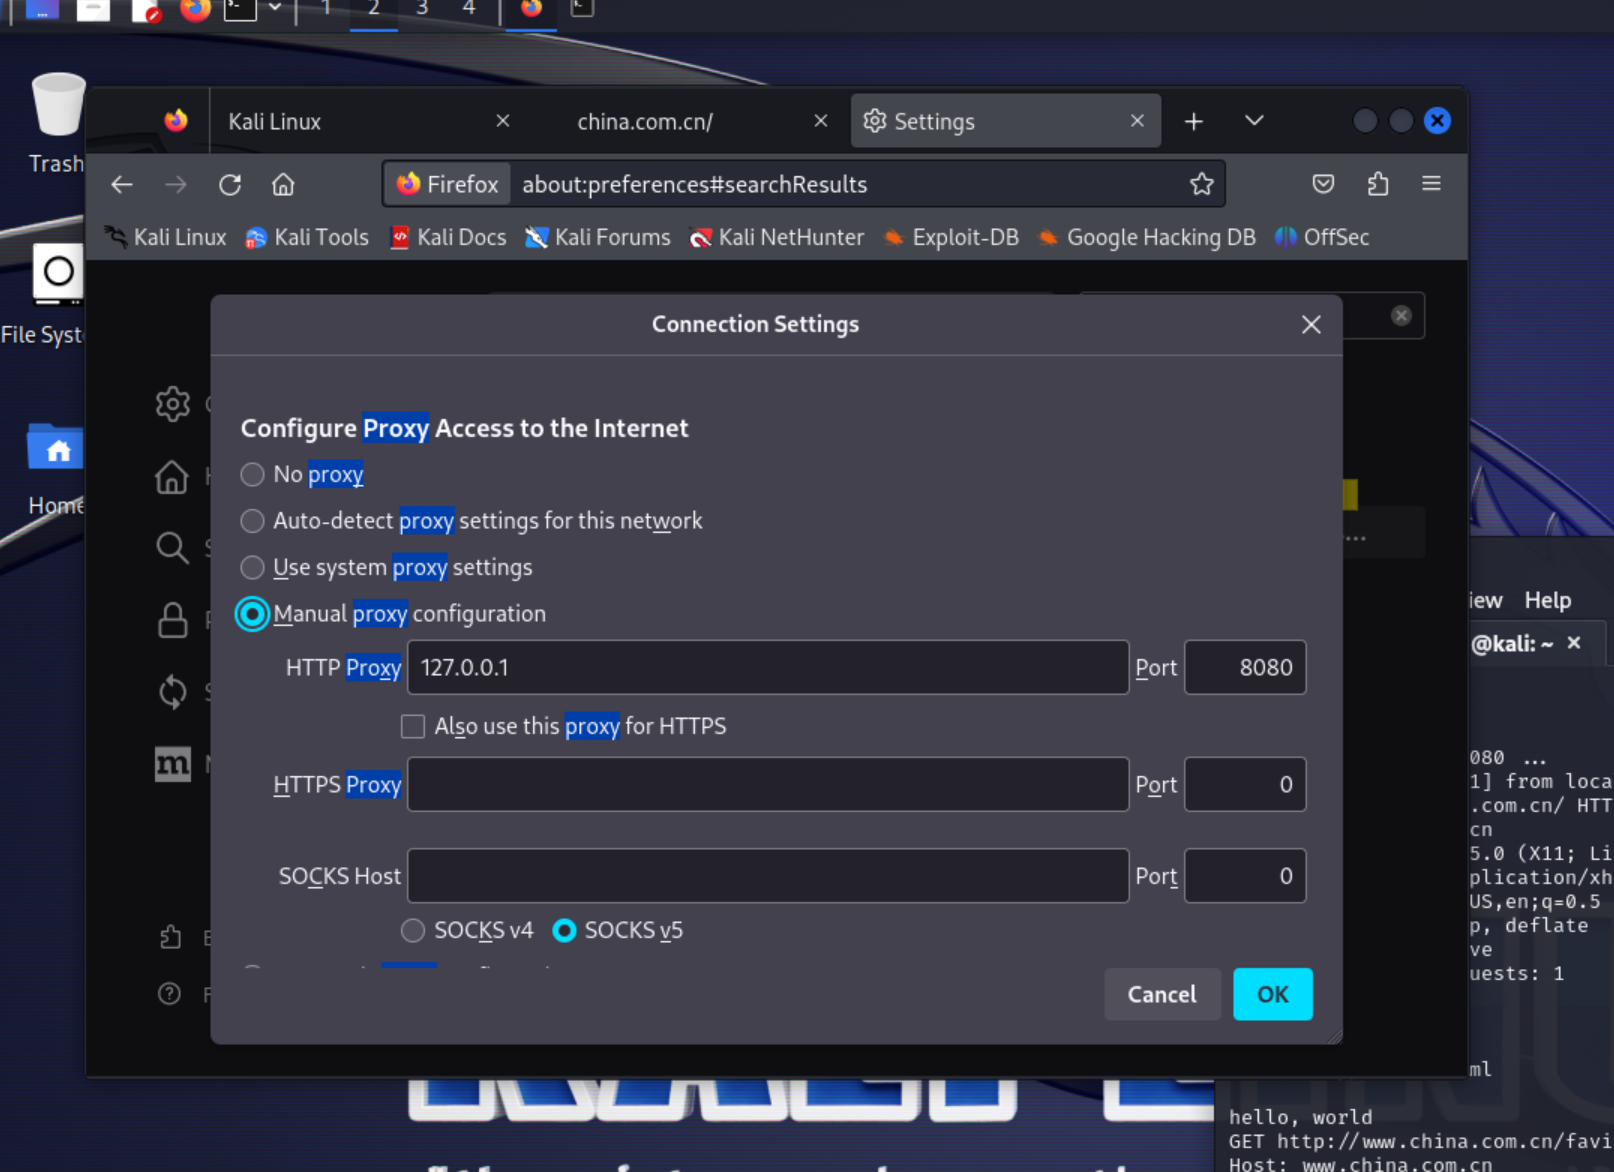 1 2 3 4
Trash
File Syst
Home
Kali Linux
china.com.cn/
Settings
Firefox about:preferences#searchResults
Kali Linux Kali Tools Kali Docs Kali Forums Kali NetHunter Exploit-DB Google Hacking DB OffSec
Connection Settings
Configure Proxy Access to the Internet
No proxy
Auto-detect proxy settings for this network
Use system proxy settings
Manual proxy configuration
HTTP Proxy 127.0.0.1 Port 8080
Also use this proxy for HTTPS
HTTPS Proxy Port 0
SOCKS Host Port 0
SOCKS v4 SOCKS v5
Cancel OK
m
iew Help
@kali: ~
080 ...
1] from loca
.com.cn/ HTT
cn
5.0 (X11; Li
plication/xh
US,en;q=0.5
p, deflate
ve
uests: 1
ml
hello, world
GET http://www.china.com.cn/favi
Host: www.china.com.cn